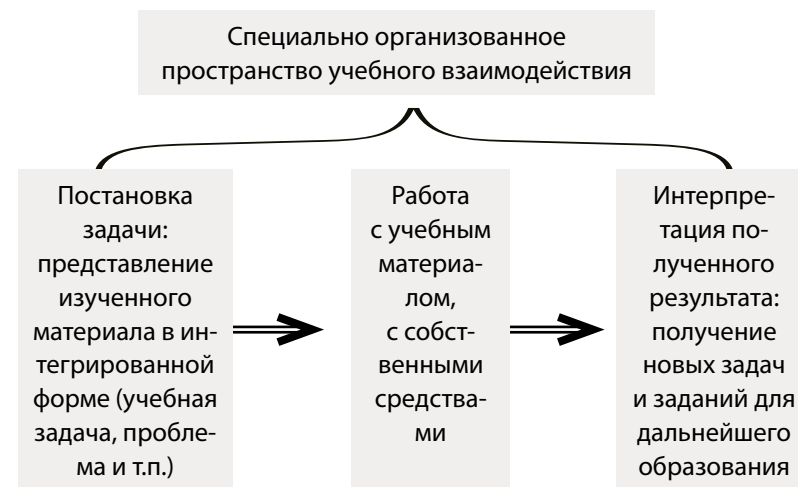 Специально организованное
пространство учебного взаимодействия
Постановка
задачи:
представление
изученного
материала в ин-
тегрированной
форме (учебная
задача, пробле-
ма и т.п.)
Работа
с учебным
материа-
лом,
с собст-
венными
средства-
ми
Интерпре-
тация по-
лученного
результата:
получение
новых задач
и заданий для
дальнейшего
образования